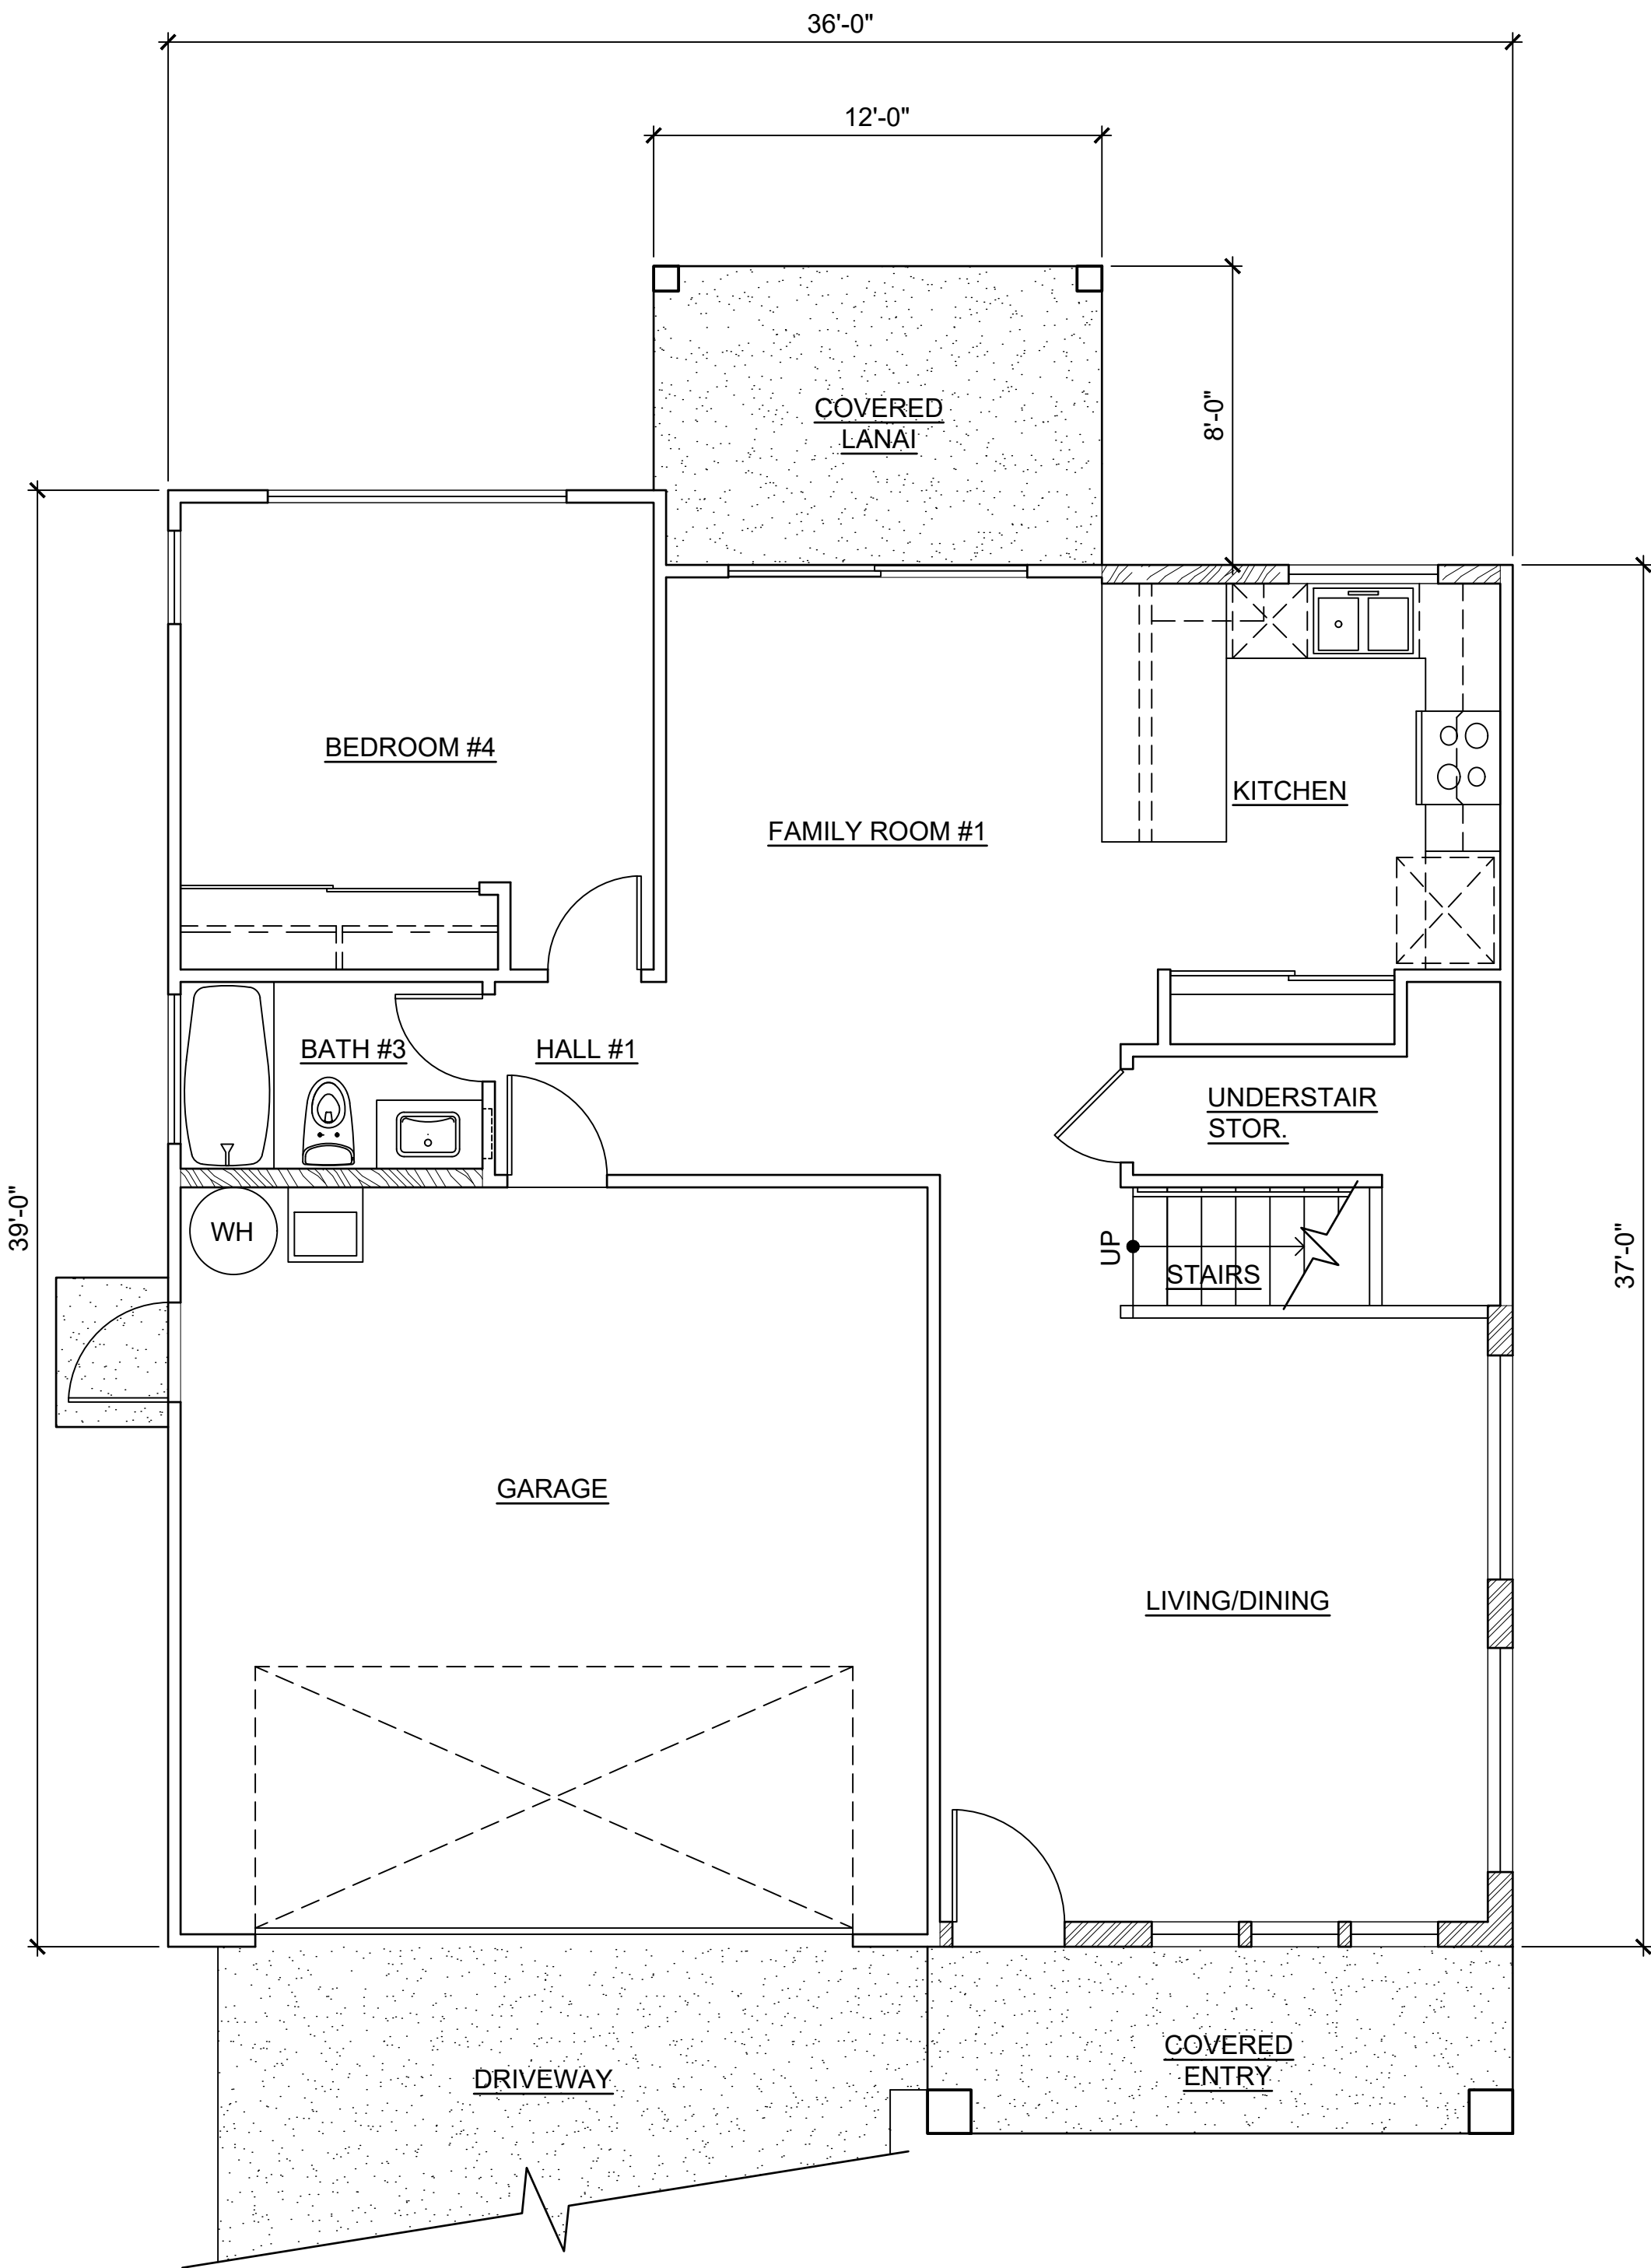 36'-0"
12'-0"
COVERED
LANAI
8'-0"
BEDROOM #4
KITCHEN
FAMILY ROOM #1
BATH #3
HALL #1
UNDERSTAIR
STOR.
39'-0"
WH
UP
STAIRS
37'-0"
GARAGE
LIVING/DINING
COVERED
ENTRY
DRIVEWAY